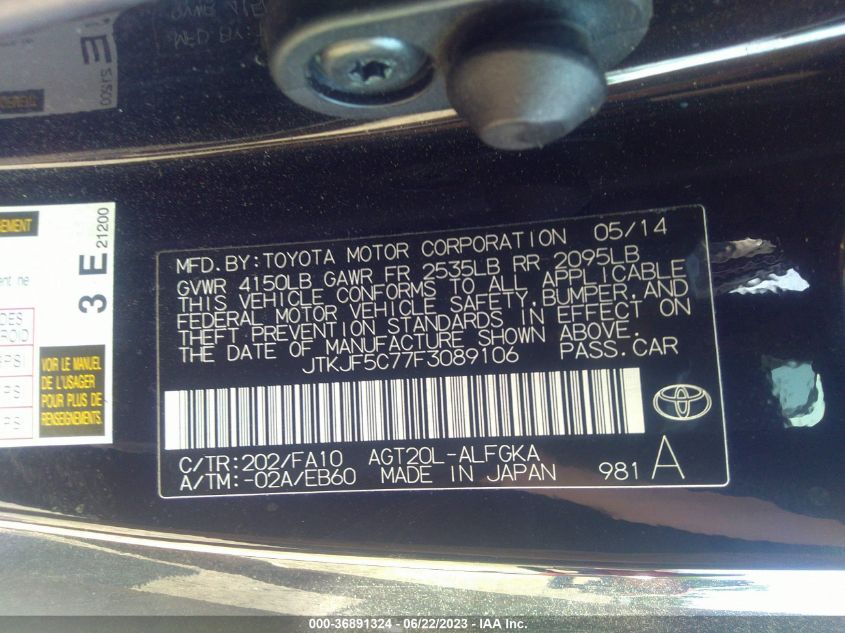 MFD.BY:TOYOTA MOTOR CORPORATION 05/14
GVWR 4150LB GAWR FR 2535LB RR 2095LB
THIS VEHICLE CONFORMS TO ALL APPLICABLE
FEDERAL MOTOR VEHICLE SAFETY,BUMPER,AND
THEFT PREVENTION STANDARDS IN EFFECT ON
THE DATE OF MANUFACTURE SHOWN ABOVE.
JTKJF5C77F3089106 PASS.CAR
C/TR:202/FA10 AGT20L-ALFGKA
A/TM:-02A/EB60 MADE IN JAPAN 981 A
3 E 21200
VOIR LE MANUEL
DE L'USAGER
POUR PLUS DE
RENSEIGNEMENTS
000-36891324 - 06/22/2023 - IAA Inc.